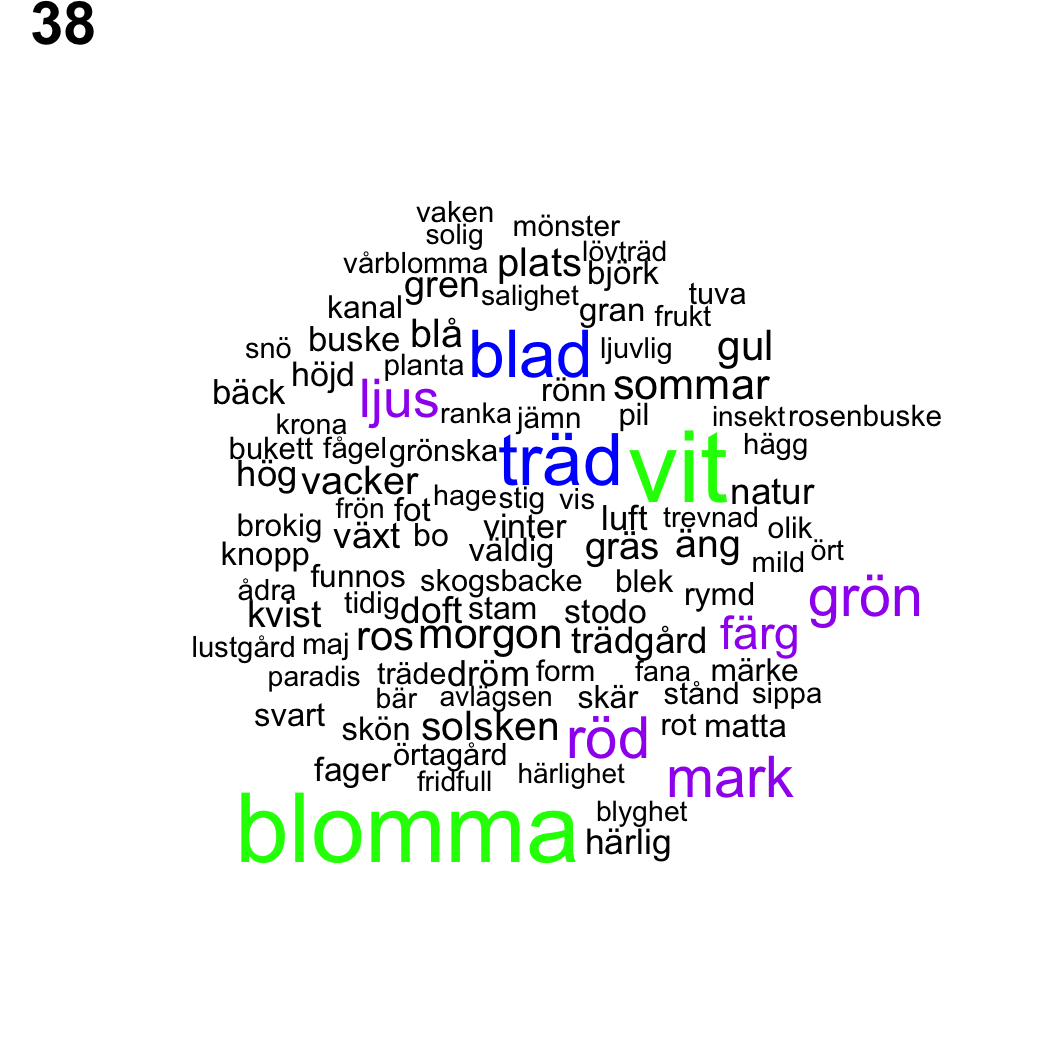 38
vaken
mönster
solig
lövträd
vårblomma plats björk
gren salighet tuva
kanal gran frukt
buske blå
snö blad ljuvlig gul
höjd planta
bäck ljus rönn sommar
ranka jämn pil insekt rosenbuske
krona
bukett fågel grönska träd vit hägg
hög vacker natur
hage stig vis
frön fot luft trevnad
brokig växt bo vinter olik
knopp väldig gräs äng mild ört
funnos skogsbacke blek
ådra rymd grön
kvist tidig doft stam stodo
lustgård maj ros morgon trädgård färg
paradis träde dröm form fana märke
bär avlägsen skär stånd sippa
svart
skön solsken röd rot matta
örtagård
fager fridfull härlighet mark
blomma blyghet
härlig